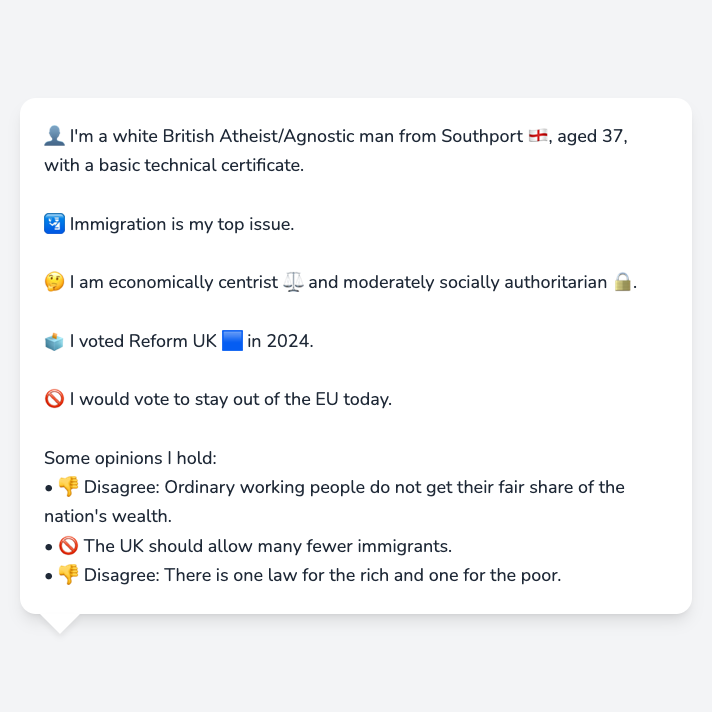 👤 I'm a white British Atheist/Agnostic man from Southport 🏴󠁧󠁢󠁥󠁮󠁧󠁿, aged 37,
with a basic technical certificate.
🛂 Immigration is my top issue.
🤔 I am economically centrist ⚖️ and moderately socially authoritarian 🔒.
🗳️ I voted Reform UK 🟦 in 2024.
🚫 I would vote to stay out of the EU today.
Some opinions I hold:
• 👎 Disagree: Ordinary working people do not get their fair share of the
nation's wealth.
• 🚫 The UK should allow many fewer immigrants.
• 👎 Disagree: There is one law for the rich and one for the poor.